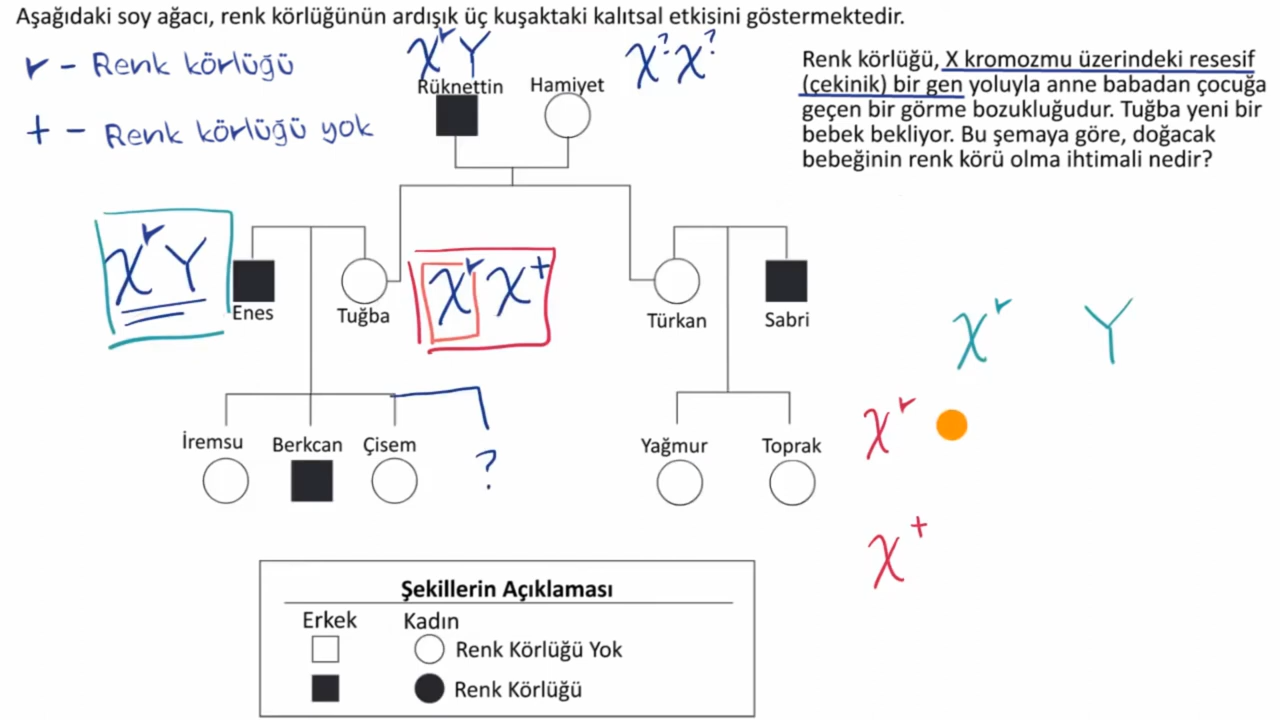 Aşağıdaki soy ağacı, renk körlüğünün ardışık üç kuşaktaki kalıtsal etkisini göstermektedir.
r - Renk körlüğü
+ - Renk körlüğü yok
XʳY
X?X?
Rüknettin Hamiyet
Renk körlüğü, X kromozmu üzerindeki resesif
(çekinik) bir gen yoluyla anne babadan çocuğa
geçen bir görme bozukluğudur. Tuğba yeni bir
bebek bekliyor. Bu şemaya göre, doğacak
bebeğinin renk körü olma ihtimali nedir?
XʳY
Enes
Tuğba
XʳX⁺
Türkan
Sabri
Xʳ Y
Xʳ
X⁺
İremsu Berkcan Çisem
?
Yağmur Toprak
Şekillerin Açıklaması
Erkek Kadın
Renk Körlüğü Yok
Renk Körlüğü